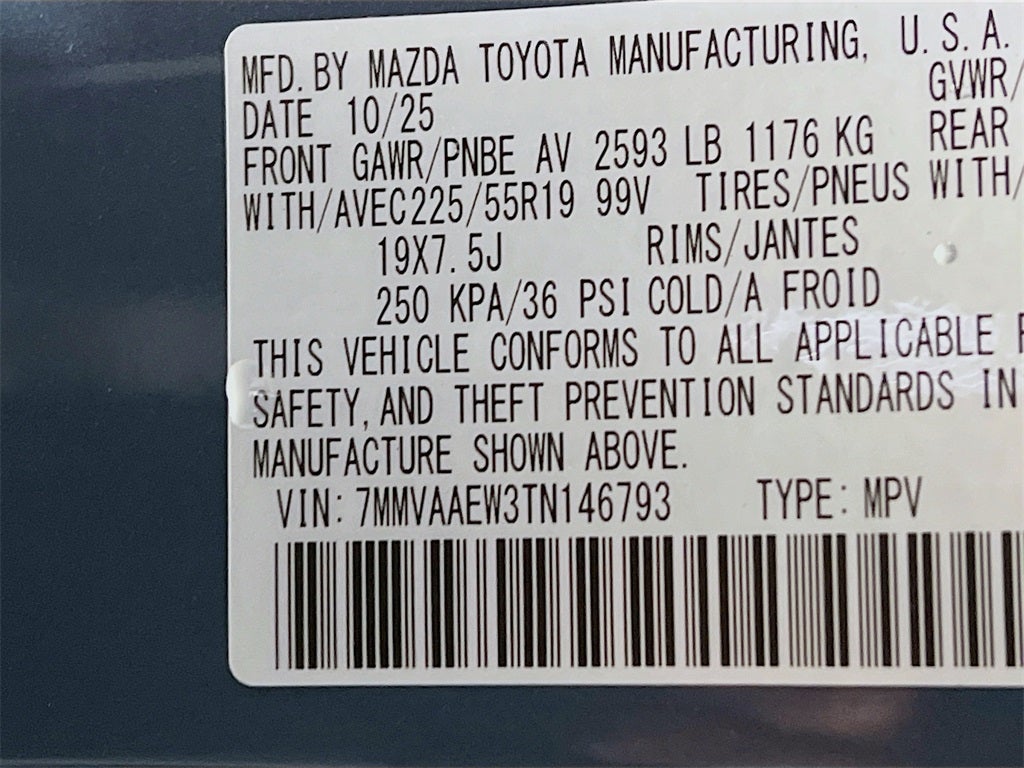 MFD. BY MAZDA TOYOTA MANUFACTURING, U. S. A.
DATE 10/25 GVWR/
FRONT GAWR/PNBE AV 2593 LB 1176 KG REAR
WITH/AVEC225/55R19 99V TIRES/PNEUS WITH/
19X7. 5J RIMS/JANTES
250 KPA/36 PSI COLD/A FROID
THIS VEHICLE CONFORMS TO ALL APPLICABLE
SAFETY, AND THEFT PREVENTION STANDARDS IN
MANUFACTURE SHOWN ABOVE.
VIN: 7MMVAAEW3TN146793 TYPE: MPV